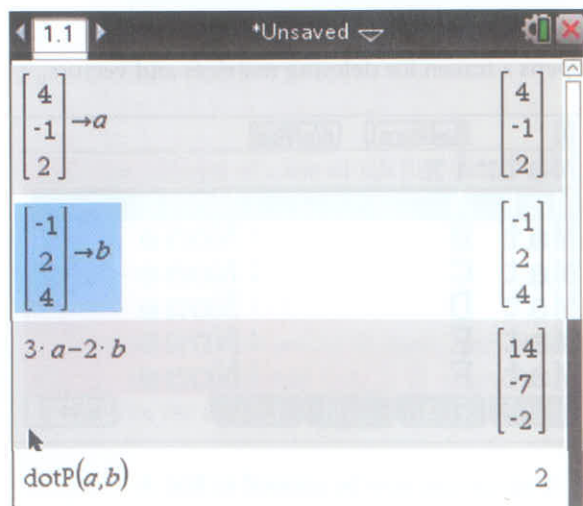 1.1 *Unsaved
[4 -1 2]→a [4 -1 2]
[-1 2 4]→b [-1 2 4]
3· a-2· b [14 -7 -2]
dotP(a,b) 2